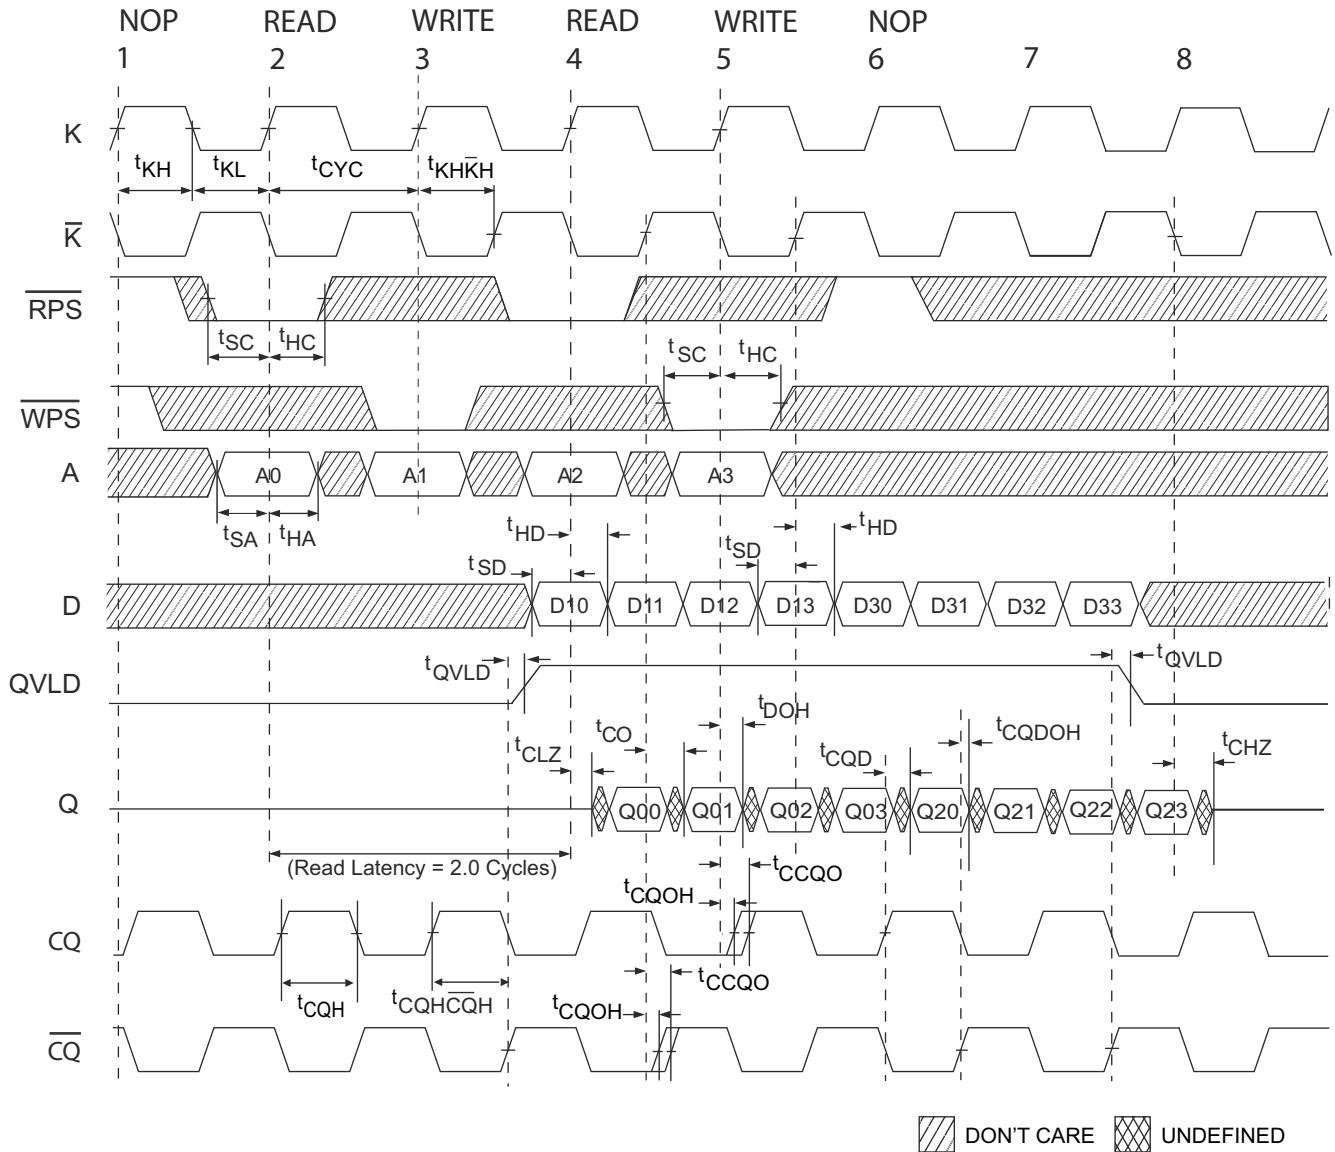 NOP READ WRITE READ WRITE NOP
1 2 3 4 5 6 7 8
K
tKH tKL tCYC tKHK̅H
K̅
R̅P̅S̅
tSC tHC
tSC tHC
W̅P̅S̅
A A0 A1 A2 A3
tSA tHA
tHD tHD
tSD tSD
D D10 D11 D12 D13 D30 D31 D32 D33
QVLD tQVLD tQVLD
tCLZ tCO tDOH tCQD tCQDOH tCHZ
Q Q00 Q01 Q02 Q03 Q20 Q21 Q22 Q23
(Read Latency = 2.0 Cycles)
tCCQO
tCQOH
CQ
tCQH tCQHC̅Q̅H tCCQO
tCQOH
C̅Q̅
DON'T CARE UNDEFINED